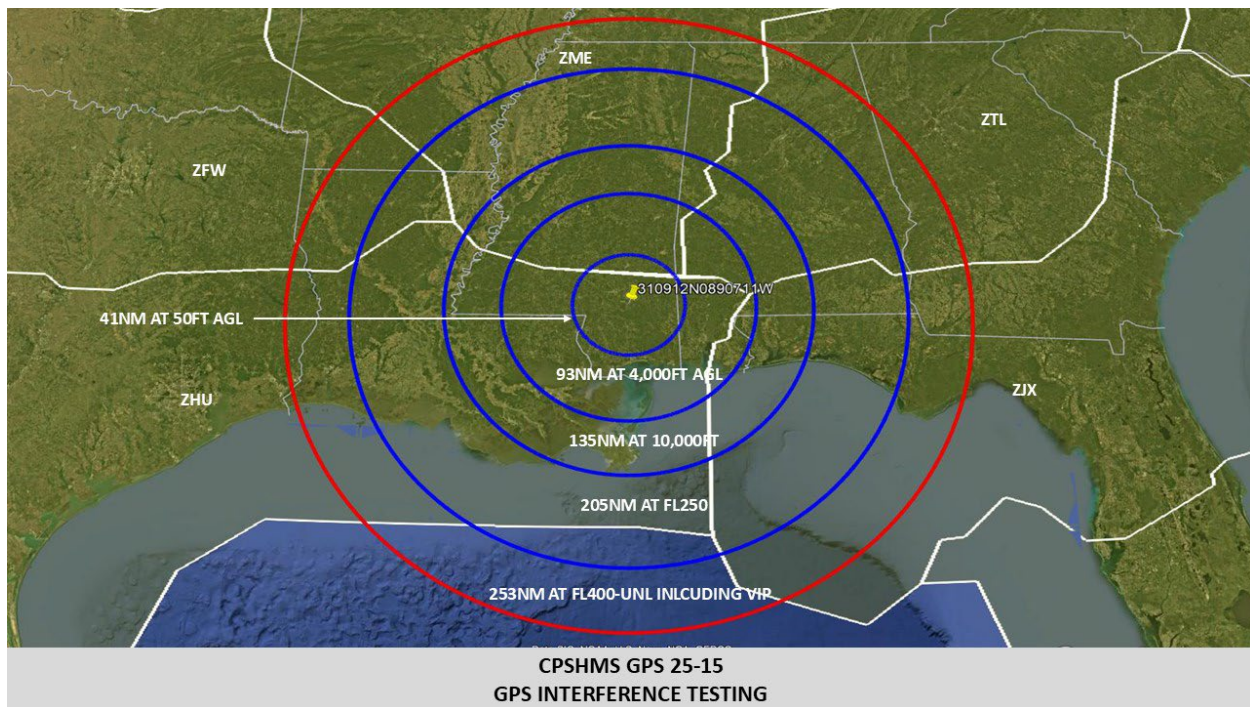 ZME
ZTL
ZFW
310912N0890711W
41NM AT 50FT AGL
93NM AT 4,000FT AGL
ZHU
ZJX
135NM AT 10,000FT
205NM AT FL250
253NM AT FL400-UNL INLCUDING VIP
CPSHMS GPS 25-15
GPS INTERFERENCE TESTING